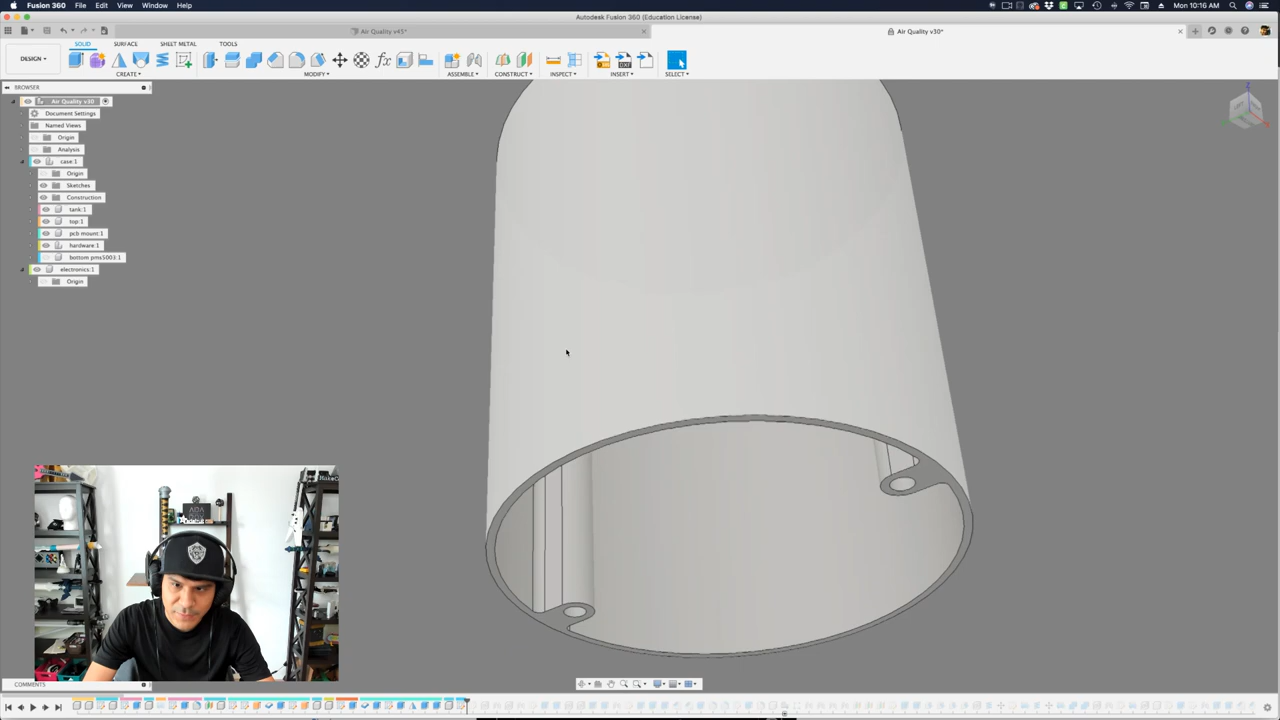 Fusion 360 File Edit View Window Help
Mon 10:16 AM
Autodesk Fusion 360 (Education License)
Air Quality v45*
Air Quality v30*
SOLID SURFACE SHEET METAL TOOLS
DESIGN
CREATE MODIFY ASSEMBLE CONSTRUCT INSPECT INSERT SELECT
BROWSER
Air Quality v30
Document Settings
Named Views
Origin
Analysis
case:1
Origin
Sketches
Construction
tank:1
top:1
pcb mount:1
hardware:1
bottom pms5003:1
electronics:1
Origin
COMMENTS